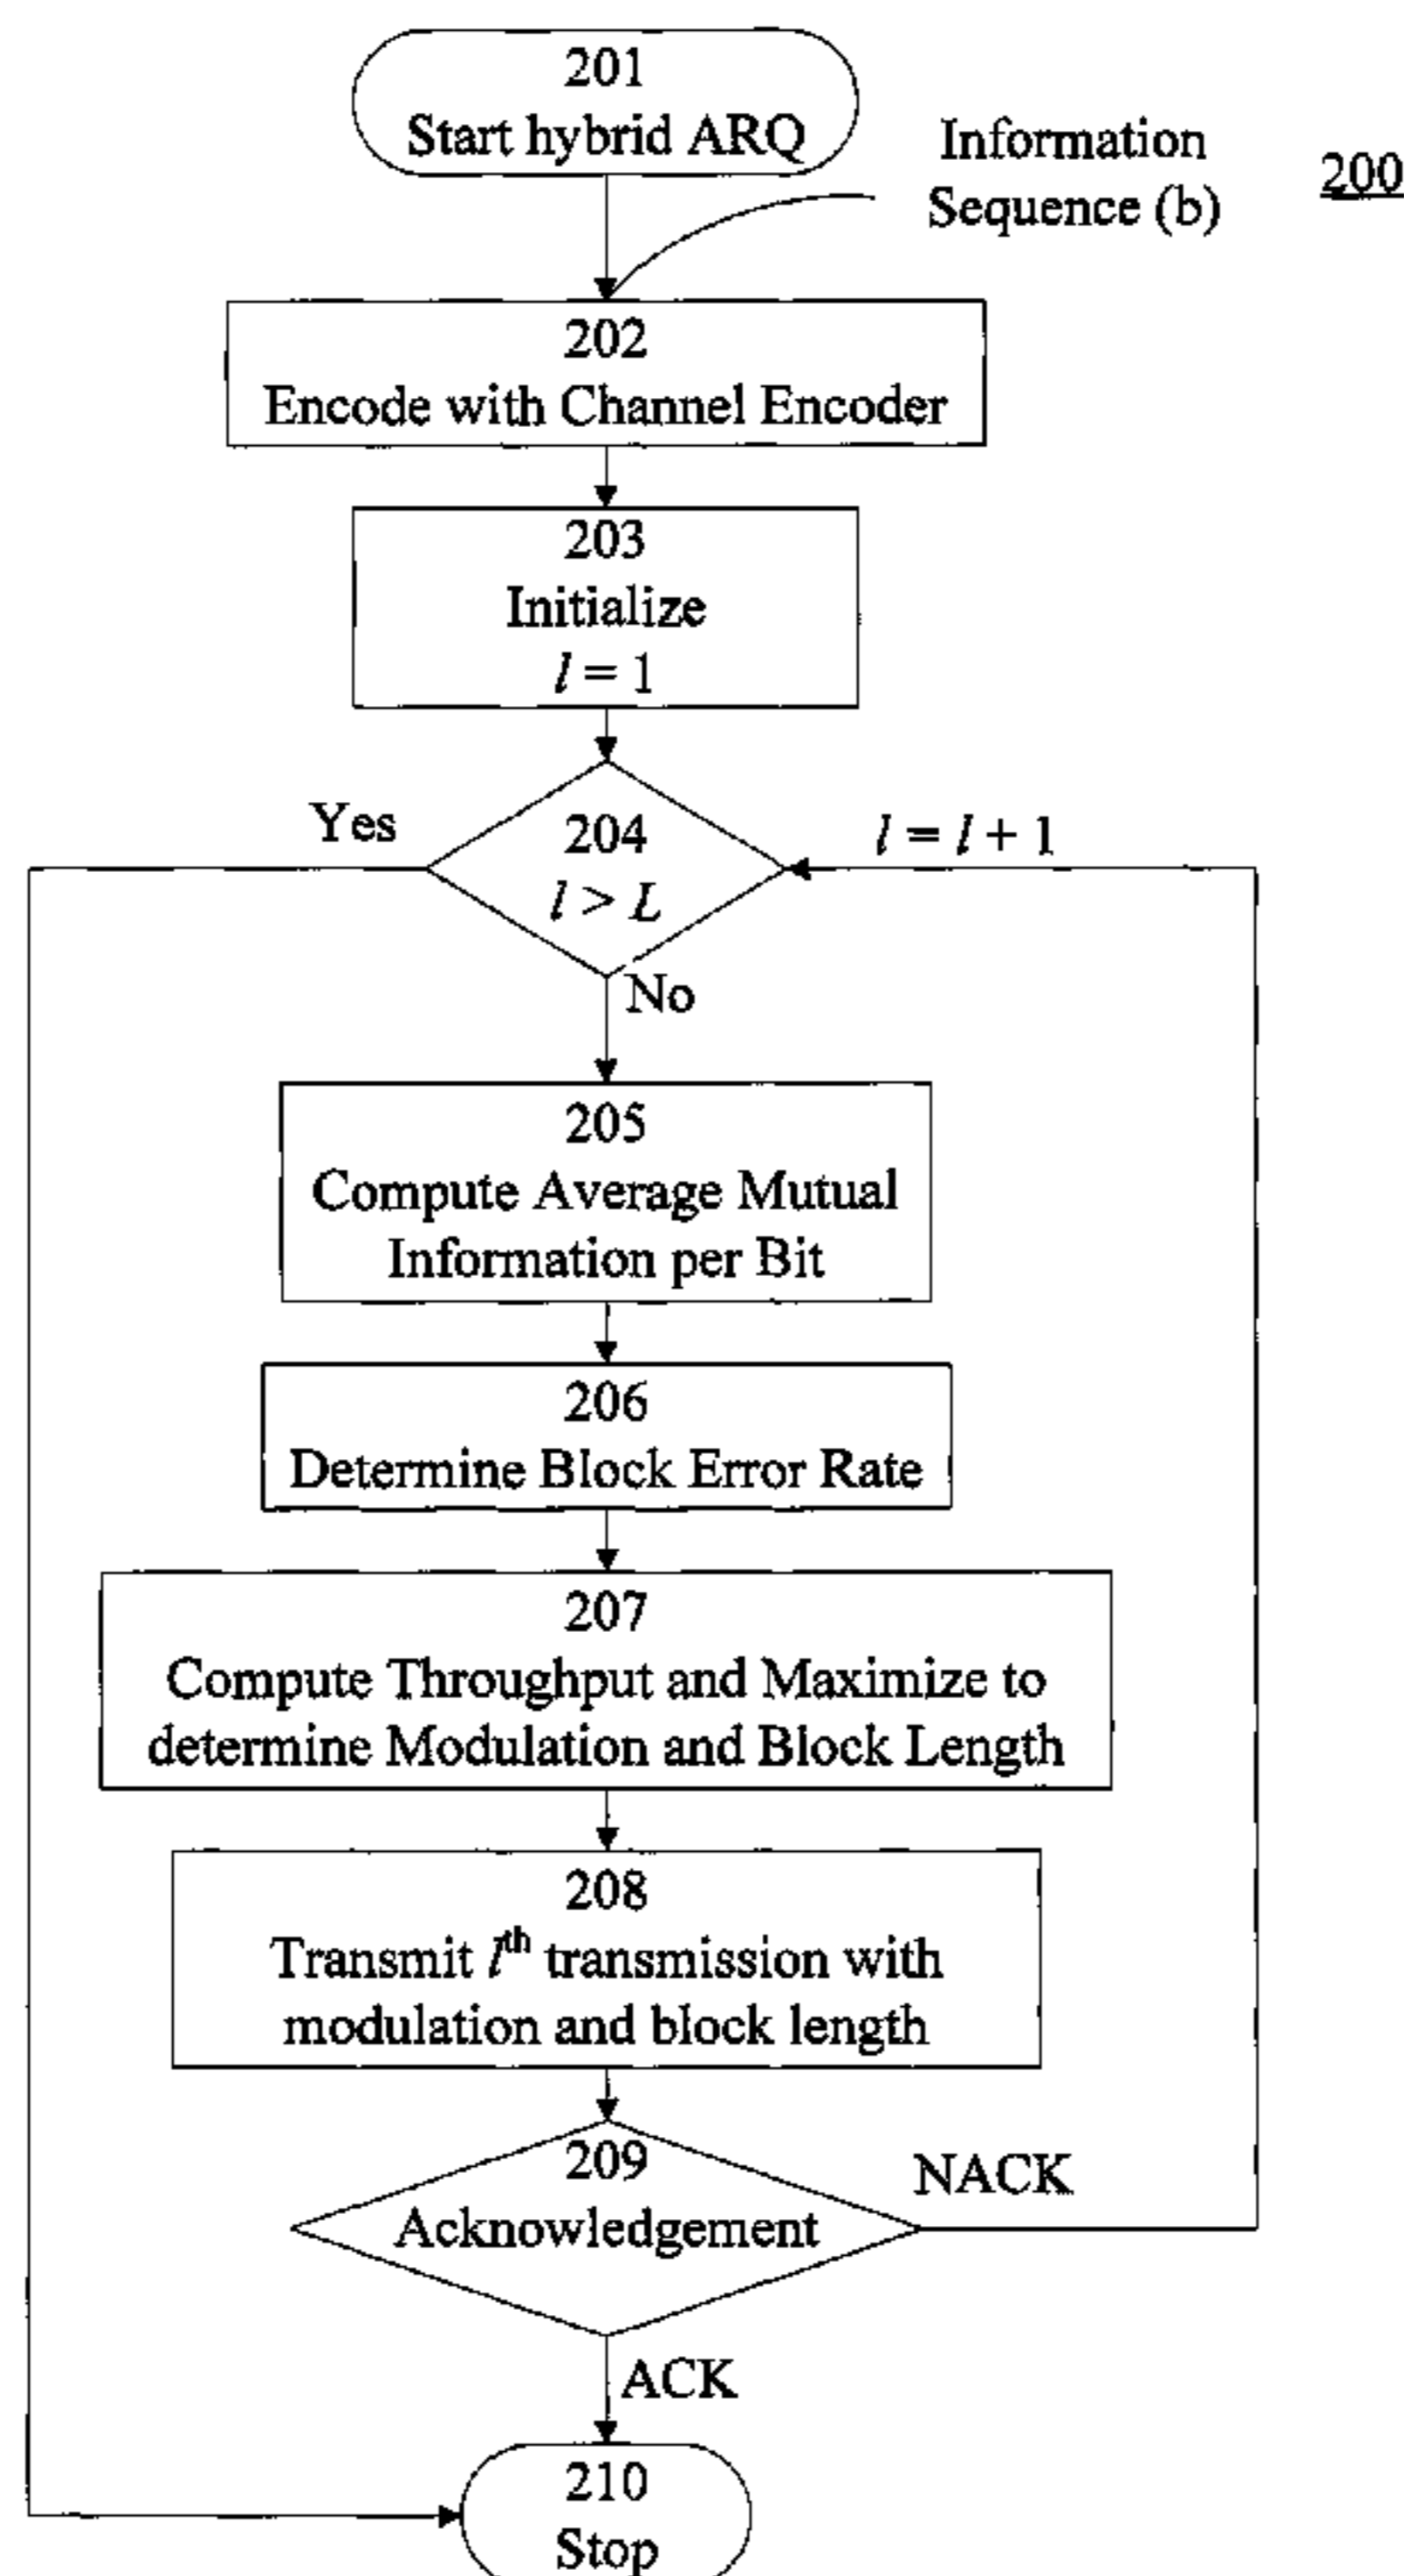 201
Start hybrid ARQ
Information
Sequence (b)
200
202
Encode with Channel Encoder
203
Initialize
l = 1
204
l > L
Yes
l = l + 1
No
205
Compute Average Mutual
Information per Bit
206
Determine Block Error Rate
207
Compute Throughput and Maximize to
determine Modulation and Block Length
208
Transmit lth transmission with
modulation and block length
209
Acknowledgement
NACK
ACK
210
Stop